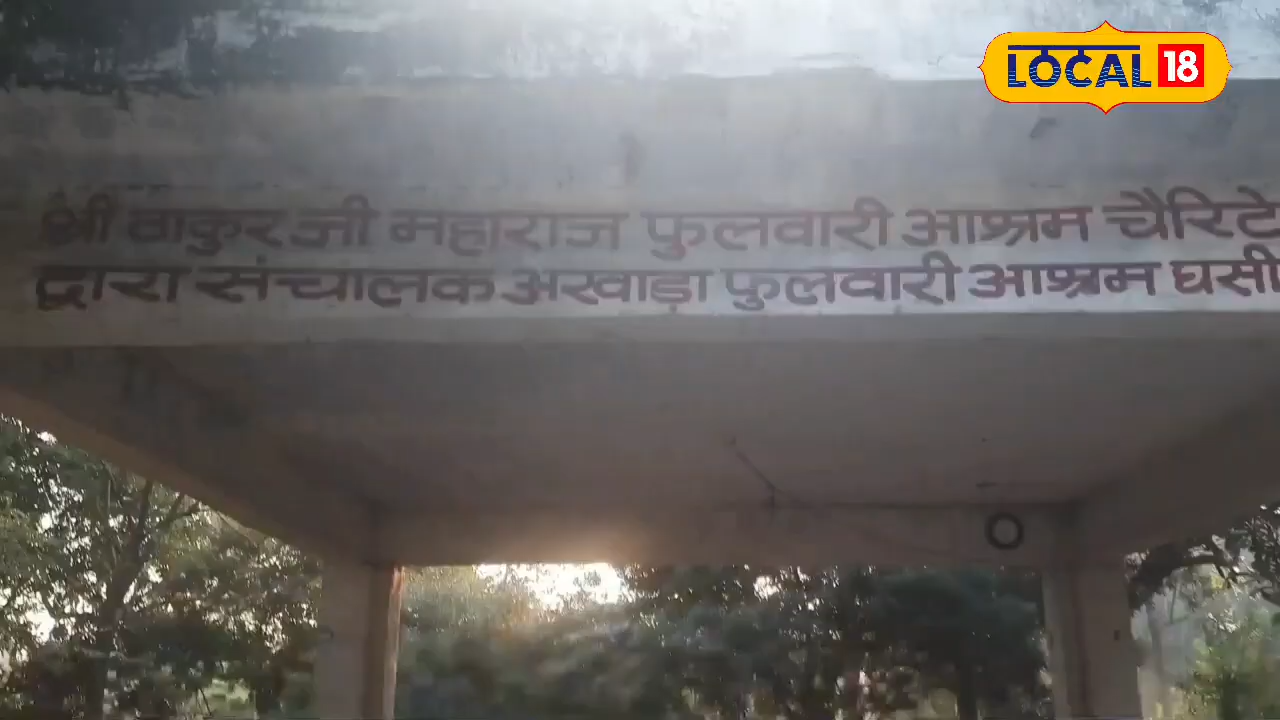 LOCAL 18
श्री ठाकुर जी महाराज फुलवारी आश्रम चैरिटे
द्वारा संचालक अखाड़ा फुलवारी आश्रम घसी